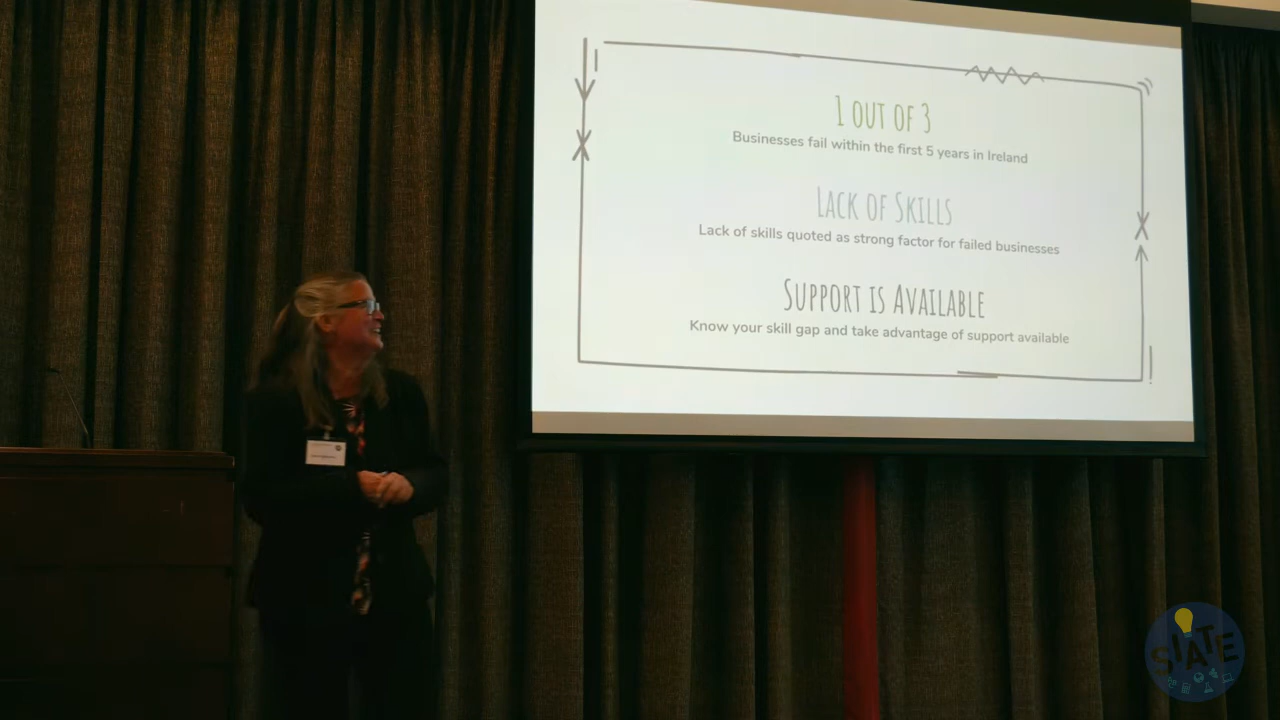 1 OUT OF 3
Businesses fail within the first 5 years in Ireland
LACK OF SKILLS
Lack of skills quoted as strong factor for failed businesses
SUPPORT IS AVAILABLE
Know your skill gap and take advantage of support available
STATE